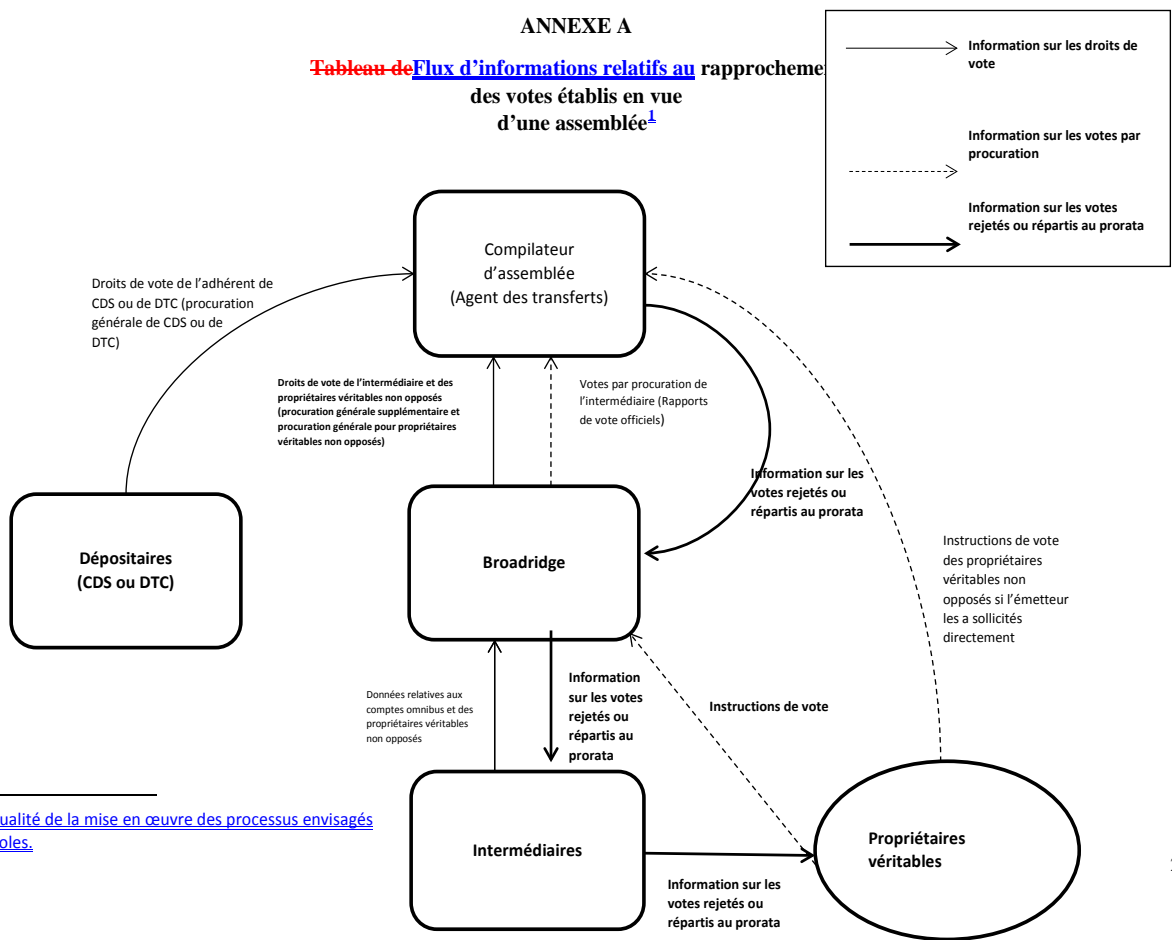 ANNEXE A
Tableau deFlux d'informations relatifs au
des votes établis en vue
d'une assemblée1
Information sur les droits de
vote
Information sur les votes par
procuration
Information sur les votes
rejetés ou répartis au prorata
Compilateur
d'assemblée
(Agent des transferts)
Droits de vote de l'adhérent de
CDS ou de DTC (procuration
générale de CDS ou de
DTC)
Droits de vote de l'intermédiaire et des
propriétaires véritables non opposés
(procuration générale supplémentaire et
procuration générale pour propriétaires
véritables non opposés)
Votes par procuration de
l'intermédiaire (Rapports
de vote officiels)
Information sur les
votes rejetés ou
répartis au prorata
Dépositaires
(CDS ou DTC)
Broadridge
Instructions de vote
des propriétaires
véritables non
opposés si l'émetteur
les a sollicités
directement
Données relatives aux
comptes omnibus et des
propriétaires véritables
non opposés
Information
sur les votes
rejetés ou
répartis au
prorata
Instructions de vote
de la mise en œuvre des processus envisagés
Intermédiaires
Propriétaires
véritables
Information sur les
votes rejetés ou
répartis au prorata